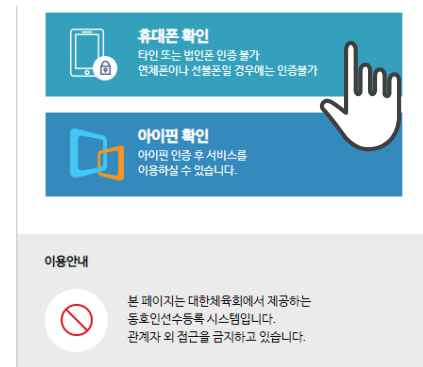 휴대폰 확인
타인 또는 법인폰 인증 불가
연체폰이나 선불폰일 경우에는 인증불가
아이핀 확인
아이핀 인증 후 서비스를
이용하실 수 있습니다.
이용안내
본 페이지는 대한체육회에서 제공하는
동호인선수등록 시스템입니다.
관계자 외 접근을 금지하고 있습니다.